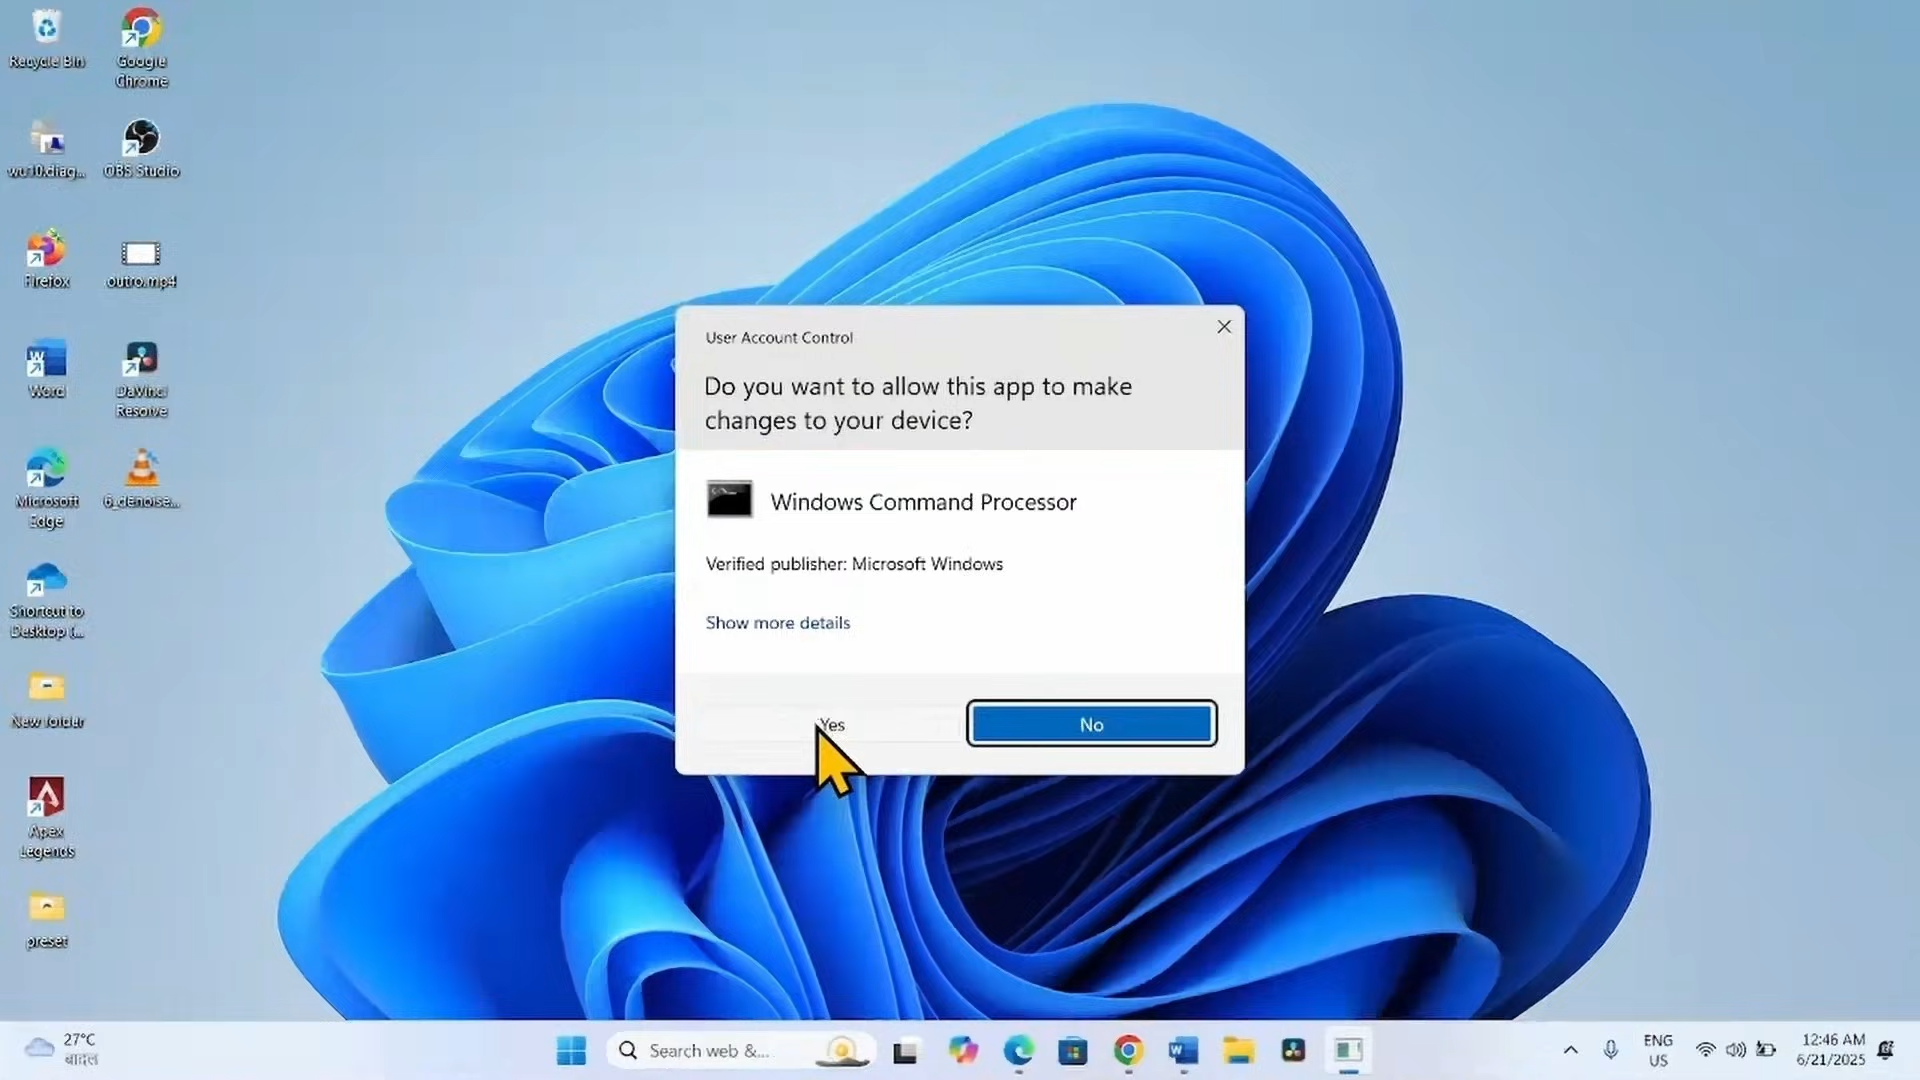 Recycle Bin
Google
Chrome
wu10.diag...
OBS Studio
Firefox
outro.mp4
Word
DaVinci
Resolve
Microsoft
Edge
6_denoise...
Shortcut to
Desktop (...
New folder
Apex
Legends
preset
User Account Control
Do you want to allow this app to make
changes to your device?
Windows Command Processor
Verified publisher: Microsoft Windows
Show more details
Yes
No
27°C
बादल
Search web &...
ENG
US
12:46 AM
6/21/2025